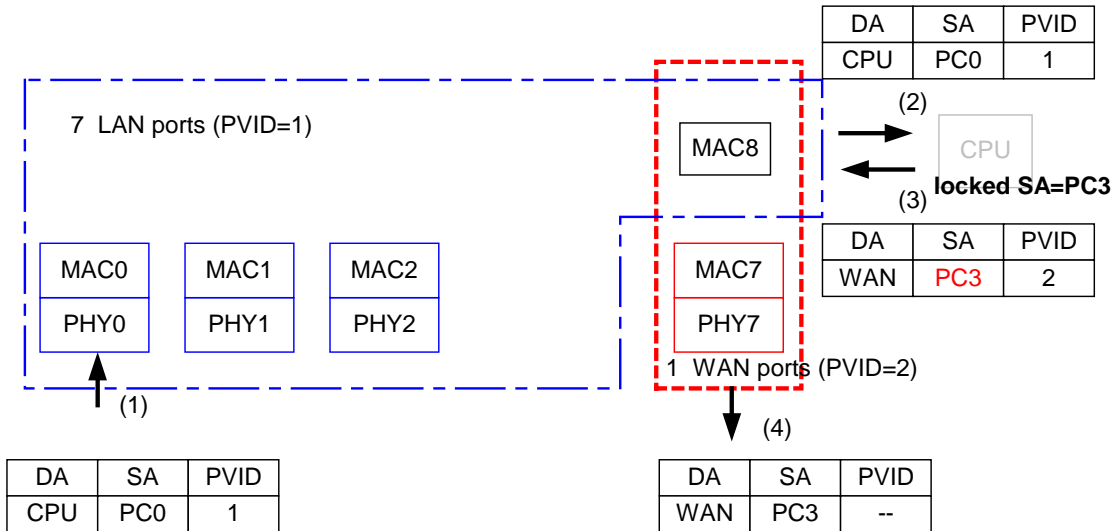 DA SA PVID
CPU PC0 1
7 LAN ports (PVID=1)
(2)
MAC8
CPU
locked SA=PC3
(3)
DA SA PVID
WAN PC3 2
MAC0 MAC1 MAC2 MAC7
PHY0 PHY1 PHY2 PHY7
1 WAN ports (PVID=2)
(1)
(4)
DA SA PVID
CPU PC0 1
DA SA PVID
WAN PC3 --